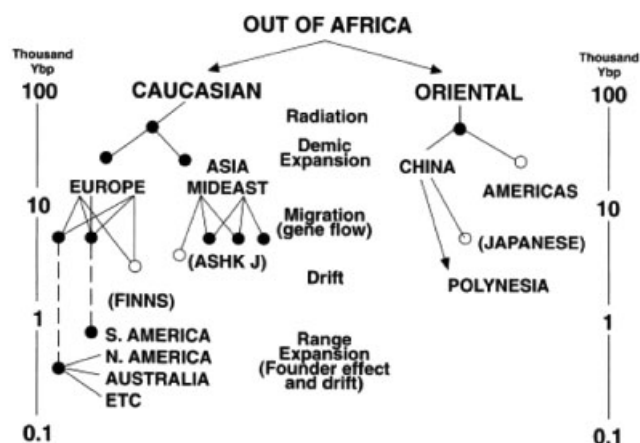 OUT OF AFRICA
Thousand
Ybp
Thousand
Ybp
100
CAUCASIAN
ORIENTAL
100
Radiation
Demic
Expansion
ASIA
EUROPE
MIDEAST
CHINA
AMERICAS
10
10
Migration
(gene flow)
(ASHK J)
(JAPANESE)
Drift
(FINNS)
POLYNESIA
1
1
S. AMERICA
N. AMERICA
AUSTRALIA
ETC
Range
Expansion
(Founder effect
and drift)
0.1
0.1